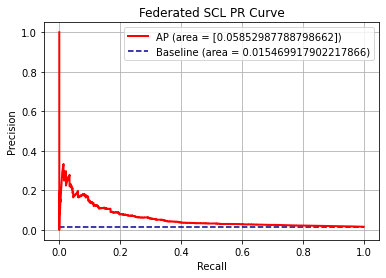 Federated SCL PR Curve
AP (area = [0.05852987788798662])
Baseline (area = 0.015469917902217866)
Precision
1.0
0.8
0.6
0.4
0.2
0.0
0.0 0.2 0.4 0.6 0.8 1.0
Recall